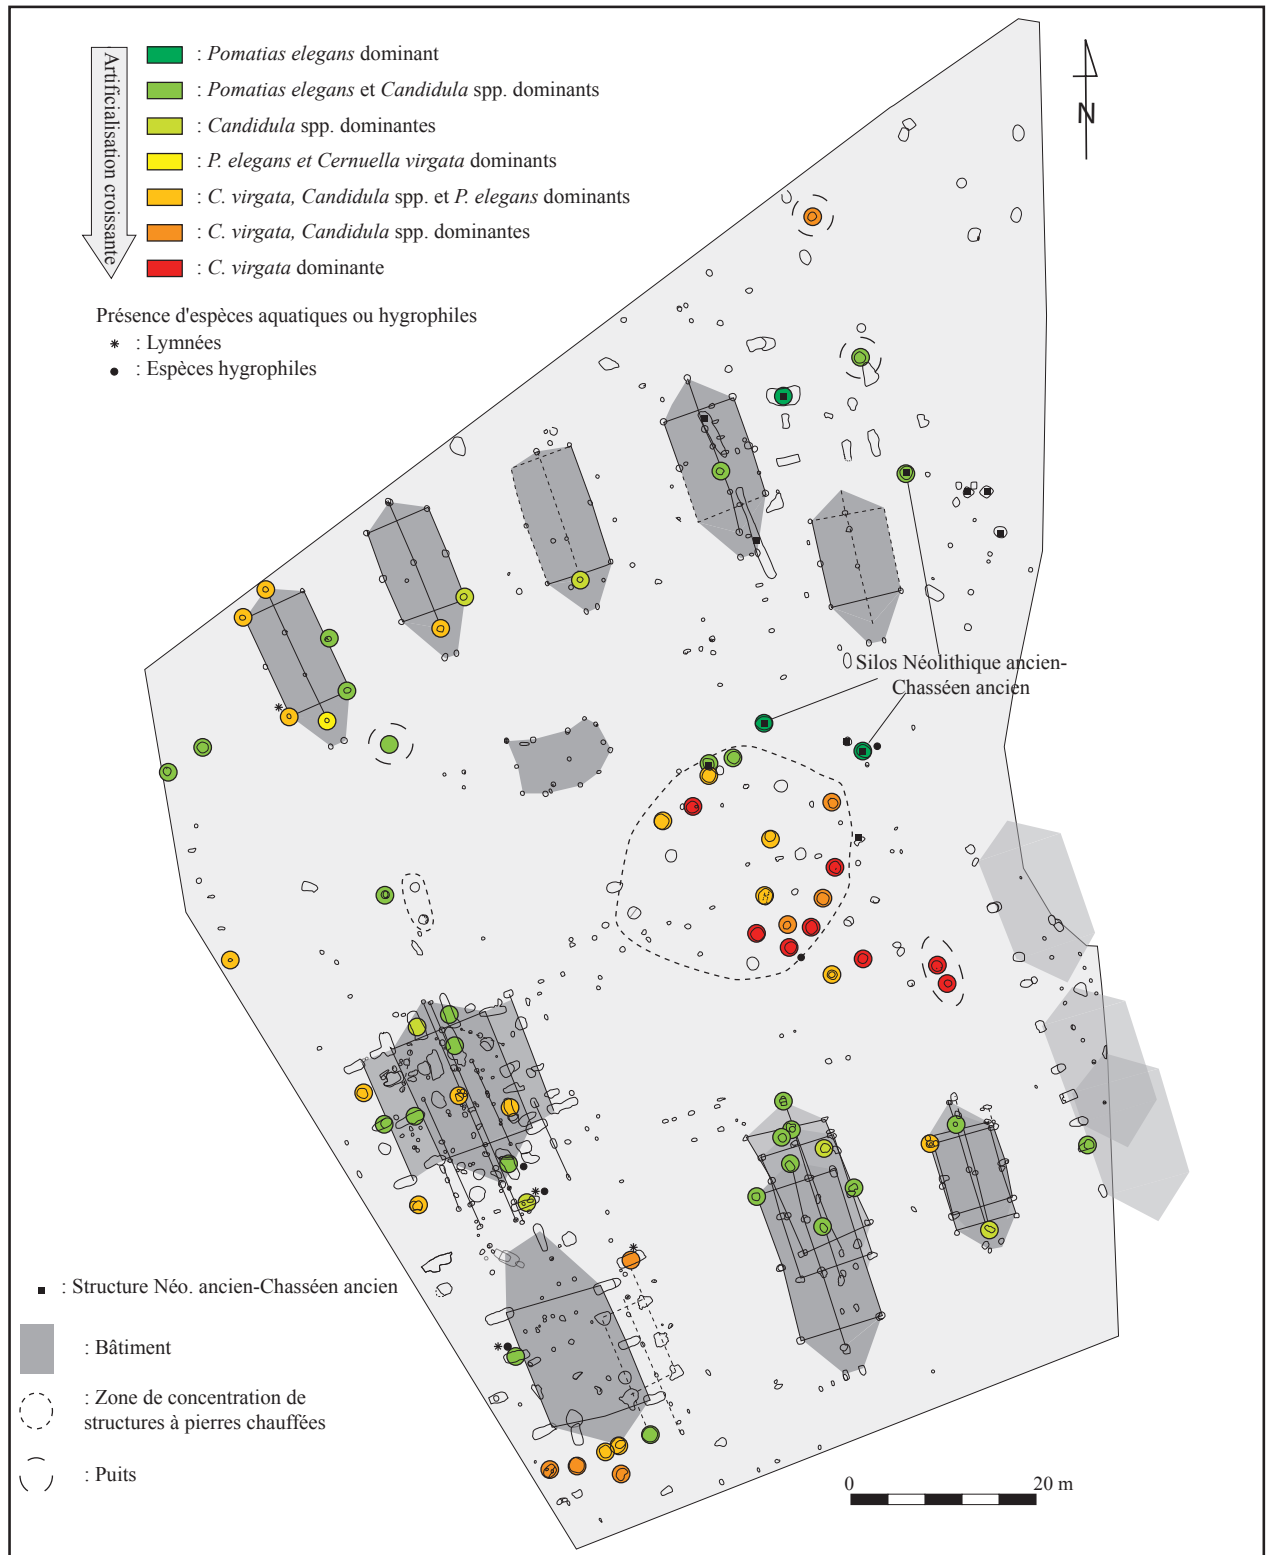 Artificialisation croissante
: Pomatias elegans dominant
: Pomatias elegans et Candidula spp. dominants
: Candidula spp. dominantes
: P. elegans et Cernuella virgata dominants
: C. virgata, Candidula spp. et P. elegans dominants
: C. virgata, Candidula spp. dominantes
: C. virgata dominante
Présence d'espèces aquatiques ou hygrophiles
* : Lymnées
● : Espèces hygrophiles
N
Silos Néolithique ancien-
Chasséen ancien
■ : Structure Néo. ancien-Chasséen ancien
: Bâtiment
: Zone de concentration de
structures à pierres chauffées
: Puits
0 20 m